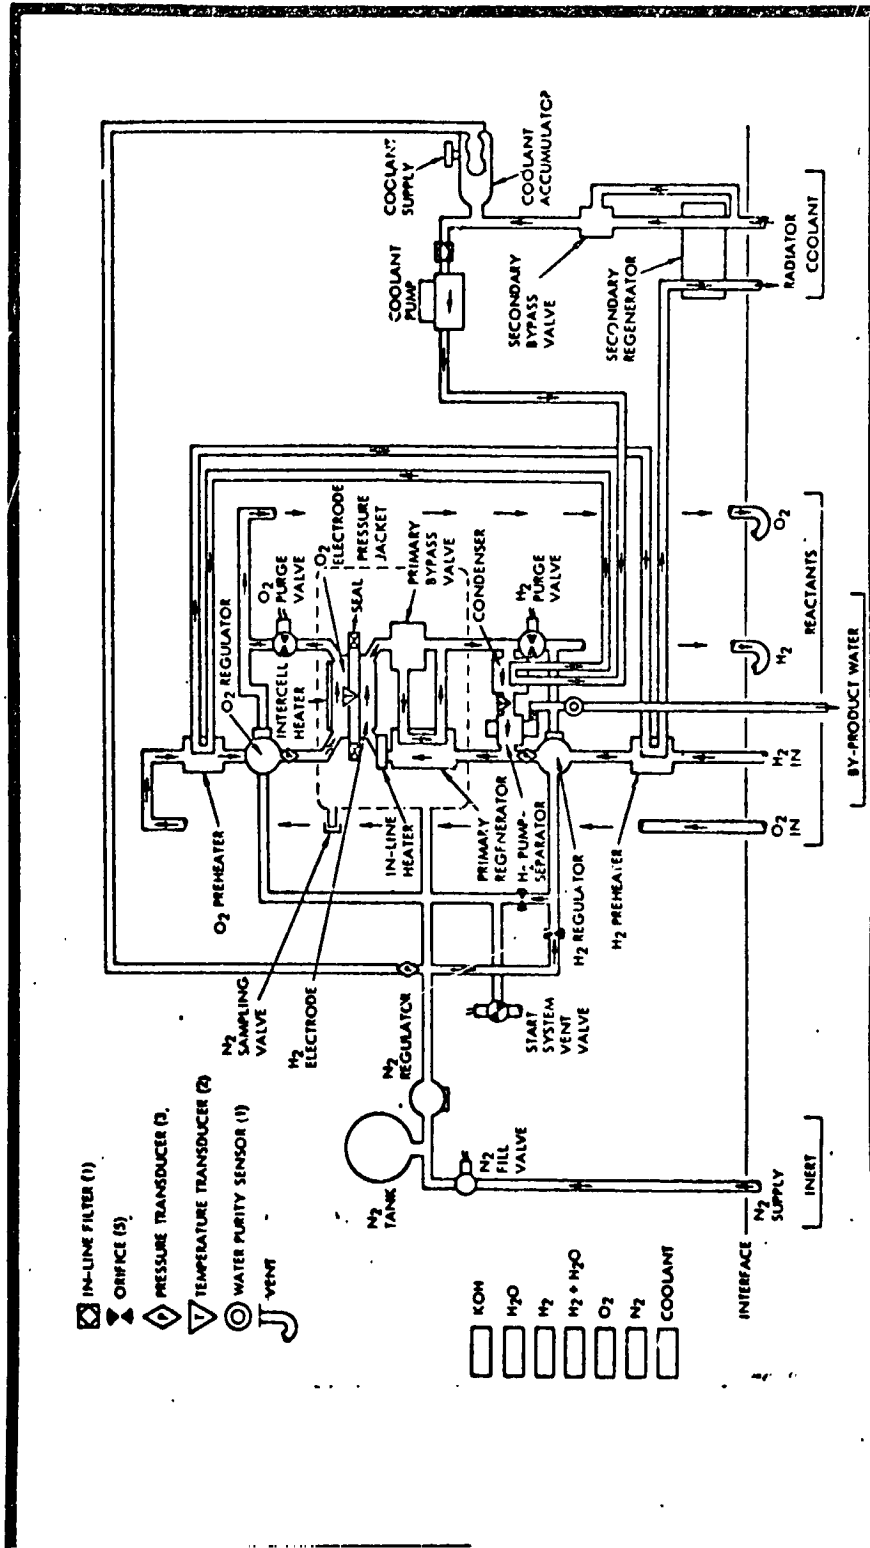 IN-LINE FILTER (1)
ORIFICE (5)
PRESSURE TRANSDUCER (3
TEMPERATURE TRANSDUCER (2)
WATER PURITY SENSOR (1)
VENT
KOH
H2O
H2
H2 + H2O
O2
N2
COOLANT
N2
TANK
N2
REGULATOR
N2
FILL
VALVE
N2
SAMPLING
VALVE
H2
ELECTRODE
START
SYSTEM
VENT
VALVE
O2 PREHEATER
O2 REGULATOR
INTERCELL
HEATER
O2
PURGE
VALVE
O2
ELECTRODE
PRESSURE
JACKET
SEAL
PRIMARY
BYPASS
VALVE
CONDENSER
H2
PURGE
VALVE
IN-LINE
HEATER
PRIMARY
REGENERATOR
PUMP-
SEPARATOR
H2 REGULATOR
H2 PREHEATER
COOLANT
SUPPLY
COOLANT
ACCUMULATOR
COOLANT
PUMP
SECONDARY
BYPASS
VALVE
SECONDARY
REGENERATOR
INTERFACE
N2
SUPPLY
INERT
O2
IN
H2
IN
H2
O2
REACTANTS
BY-PRODUCT WATER
RADIATOR
COOLANT
P
T